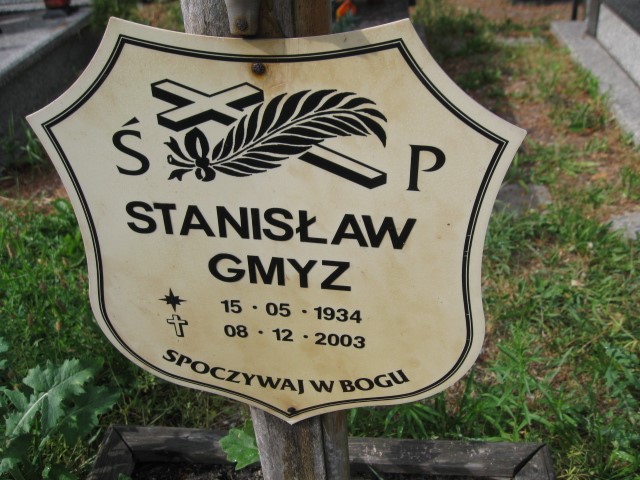 Ś P
STANISŁAW
GMYZ
15 · 05 · 1934
08 · 12 · 2003
SPOCZYWAJ W BOGU